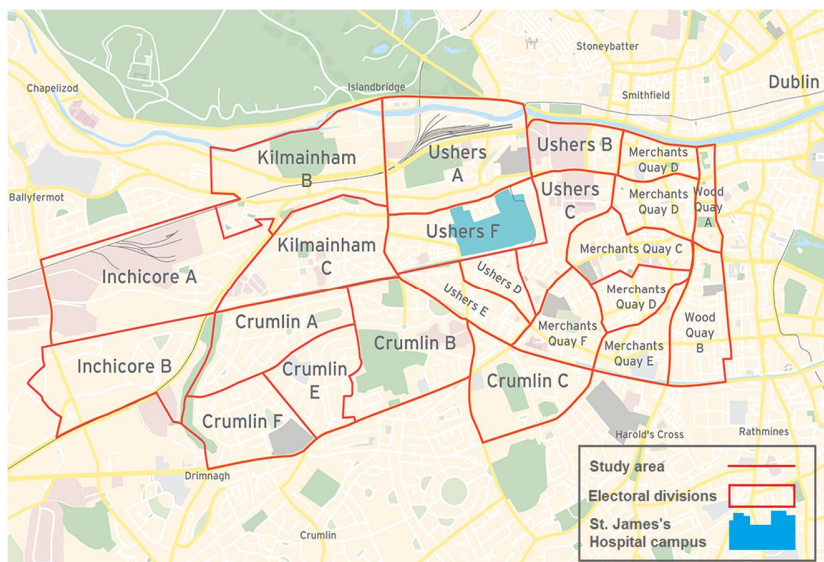 Stoneybatter
Dublin
Chapelizod
Islandbridge
Smithfield
Kilmainham
B
Ushers
A
Ushers B
Merchants
Quay D
Ballyfermot
Ushers
C
Merchants
Quay D
Wood
Quay
A
Kilmainham
C
Ushers F
Merchants Quay C
Inchicore A
Ushers D
Ushers E
Merchants
Quay D
Crumlin A
Wood
Quay
B
Merchants
Quay F
Crumlin B
Merchants
Quay E
Inchicore B
Crumlin
E
Crumlin C
Crumlin F
Harold's Cross
Rathmines
Drimnagh
Crumlin
Study area
Electoral divisions
St. James's
Hospital campus